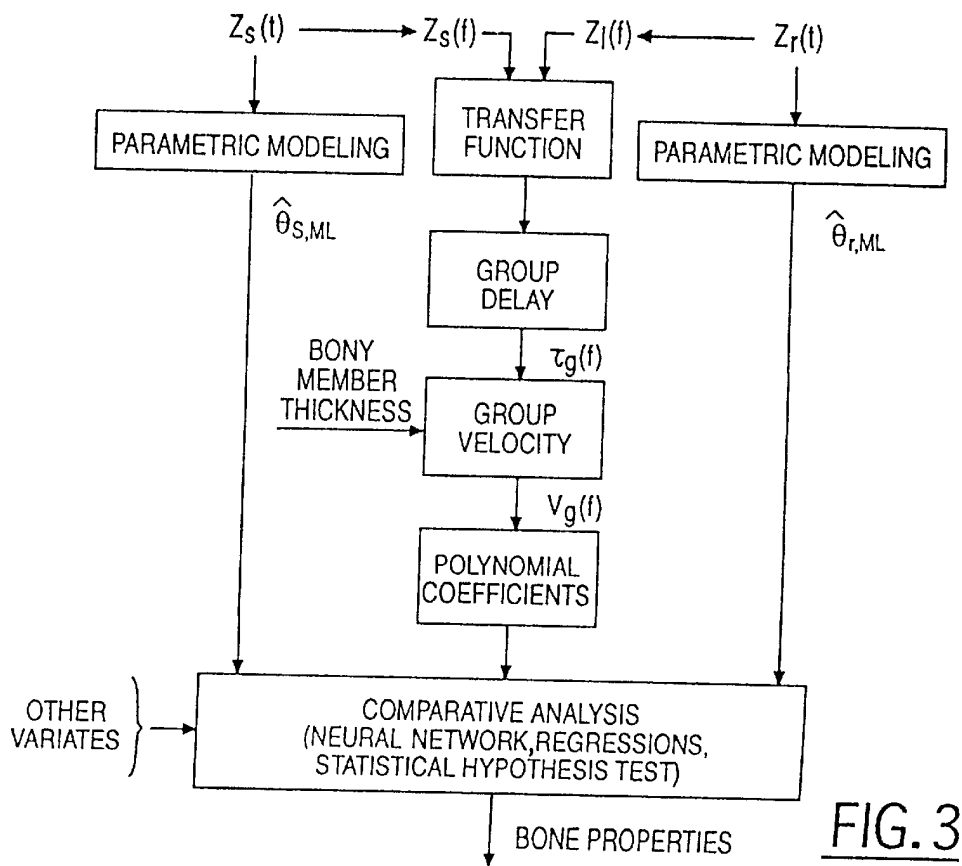 Zs(t) Zs(f) Zl(f) Zr(t)
PARAMETRIC MODELING
TRANSFER
FUNCTION
PARAMETRIC MODELING
θ̂S,ML
θ̂r,ML
GROUP
DELAY
τg(f)
BONY
MEMBER
THICKNESS
GROUP
VELOCITY
Vg(f)
POLYNOMIAL
COEFFICIENTS
OTHER
VARIATES
COMPARATIVE ANALYSIS
(NEURAL NETWORK,REGRESSIONS,
STATISTICAL HYPOTHESIS TEST)
BONE PROPERTIES
FIG. 3